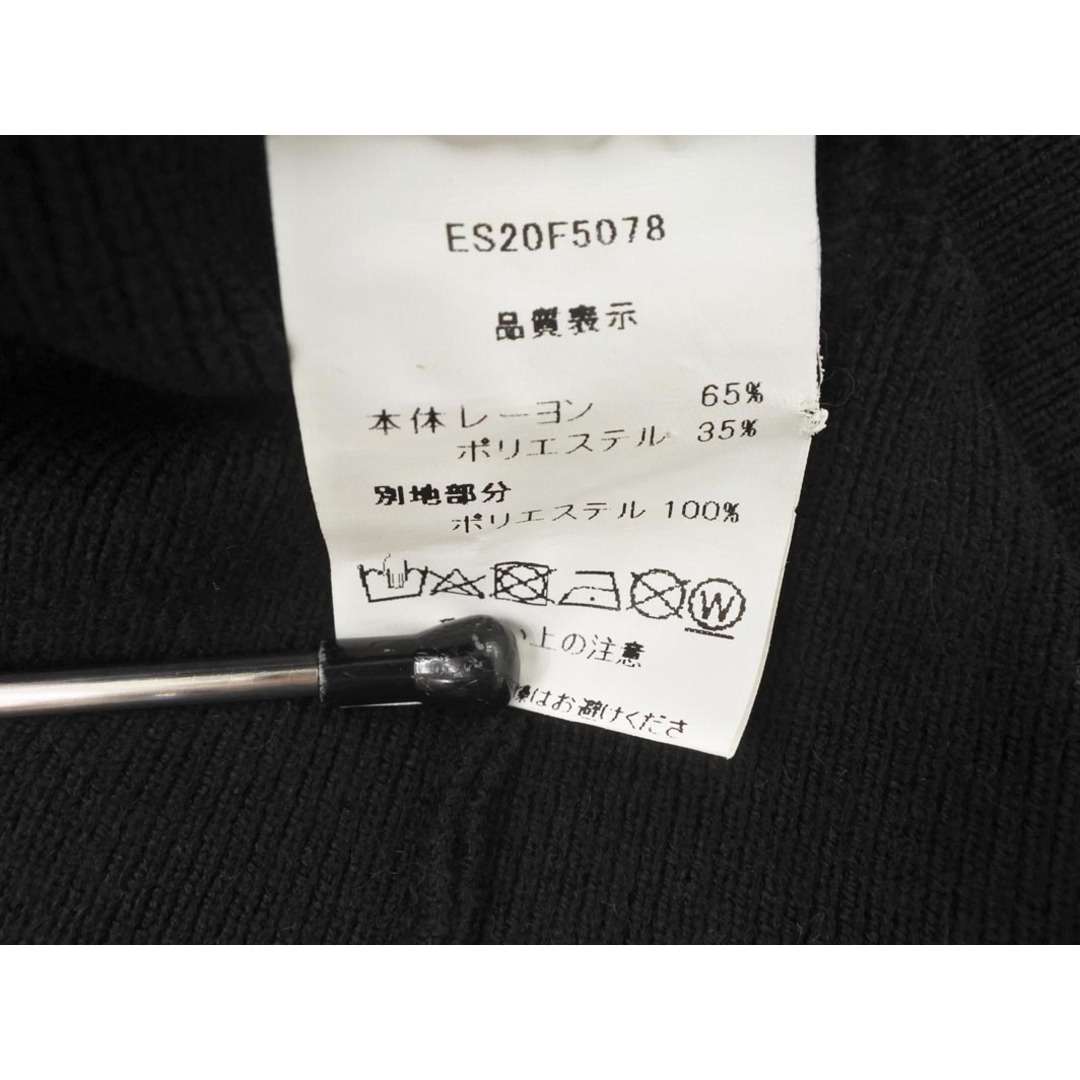 ES20F5078
品質表示
本体レーヨン 65%
ポリエステル 35%
別地部分
ポリエステル 100%
W
上の注意
はお避けくださ